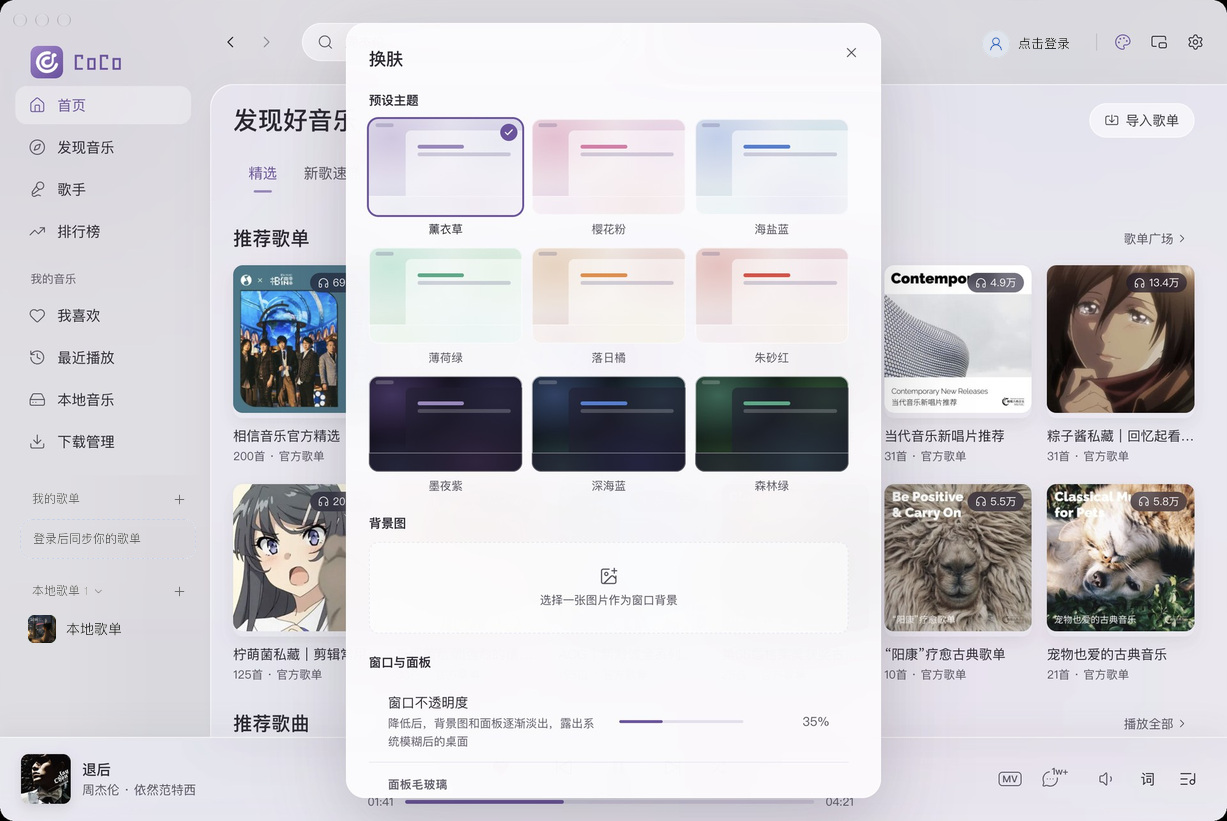 CoCo
点击登录
首页
发现音乐
歌手
排行榜
我的音乐
我喜欢
最近播放
本地音乐
下载管理
我的歌单
登录后同步你的歌单
本地歌单 1
本地歌单
发现好音乐
导入歌单
精选
新歌速
推荐歌单
歌单广场
69
4.9万
13.4万
Contempo
Contemporary New Releases
当代音乐新唱片推荐
相信音乐官方精选
200首 · 官方歌单
当代音乐新唱片推荐
31首 · 官方歌单
粽子酱私藏 | 回忆起看...
31首 · 官方歌单
20
5.5万
5.8万
Be Positive
& Carry On
"阳康"疗愈歌单
Classical Mu
for Pets
宠物也爱的古典音乐
柠萌菌私藏 | 剪辑常
125首 · 官方歌单
“阳康”疗愈古典歌单
10首 · 官方歌单
宠物也爱的古典音乐
21首 · 官方歌单
推荐歌曲
播放全部
换肤
预设主题
薰衣草
樱花粉
海盐蓝
薄荷绿
落日橘
朱砂红
墨夜紫
深海蓝
森林绿
背景图
选择一张图片作为窗口背景
窗口与面板
窗口不透明度
降低后，背景图和面板逐渐淡出，露出系
统模糊后的桌面
35%
面板毛玻璃
退后
周杰伦 · 依然范特西
01:41
04:21
MV
1w+
词